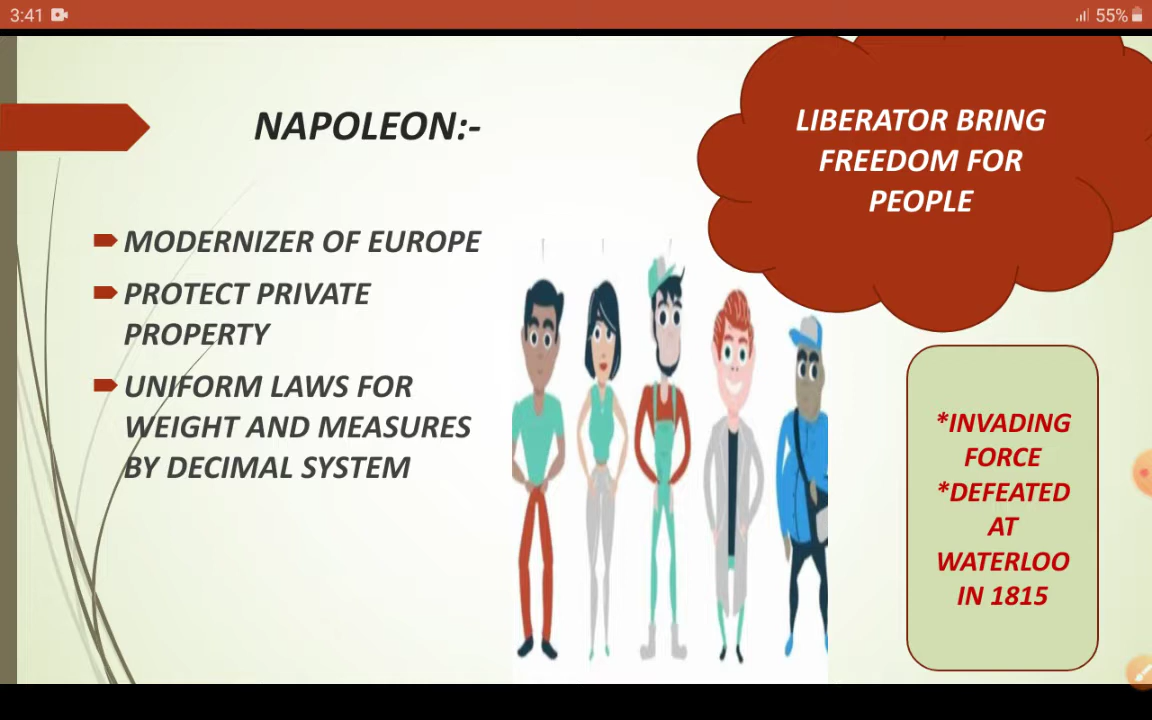 3:41
55%
NAPOLEON:-
MODERNIZER OF EUROPE
PROTECT PRIVATE
PROPERTY
UNIFORM LAWS FOR
WEIGHT AND MEASURES
BY DECIMAL SYSTEM
LIBERATOR BRING
FREEDOM FOR
PEOPLE
*INVADING
FORCE
*DEFEATED
AT
WATERLOO
IN 1815